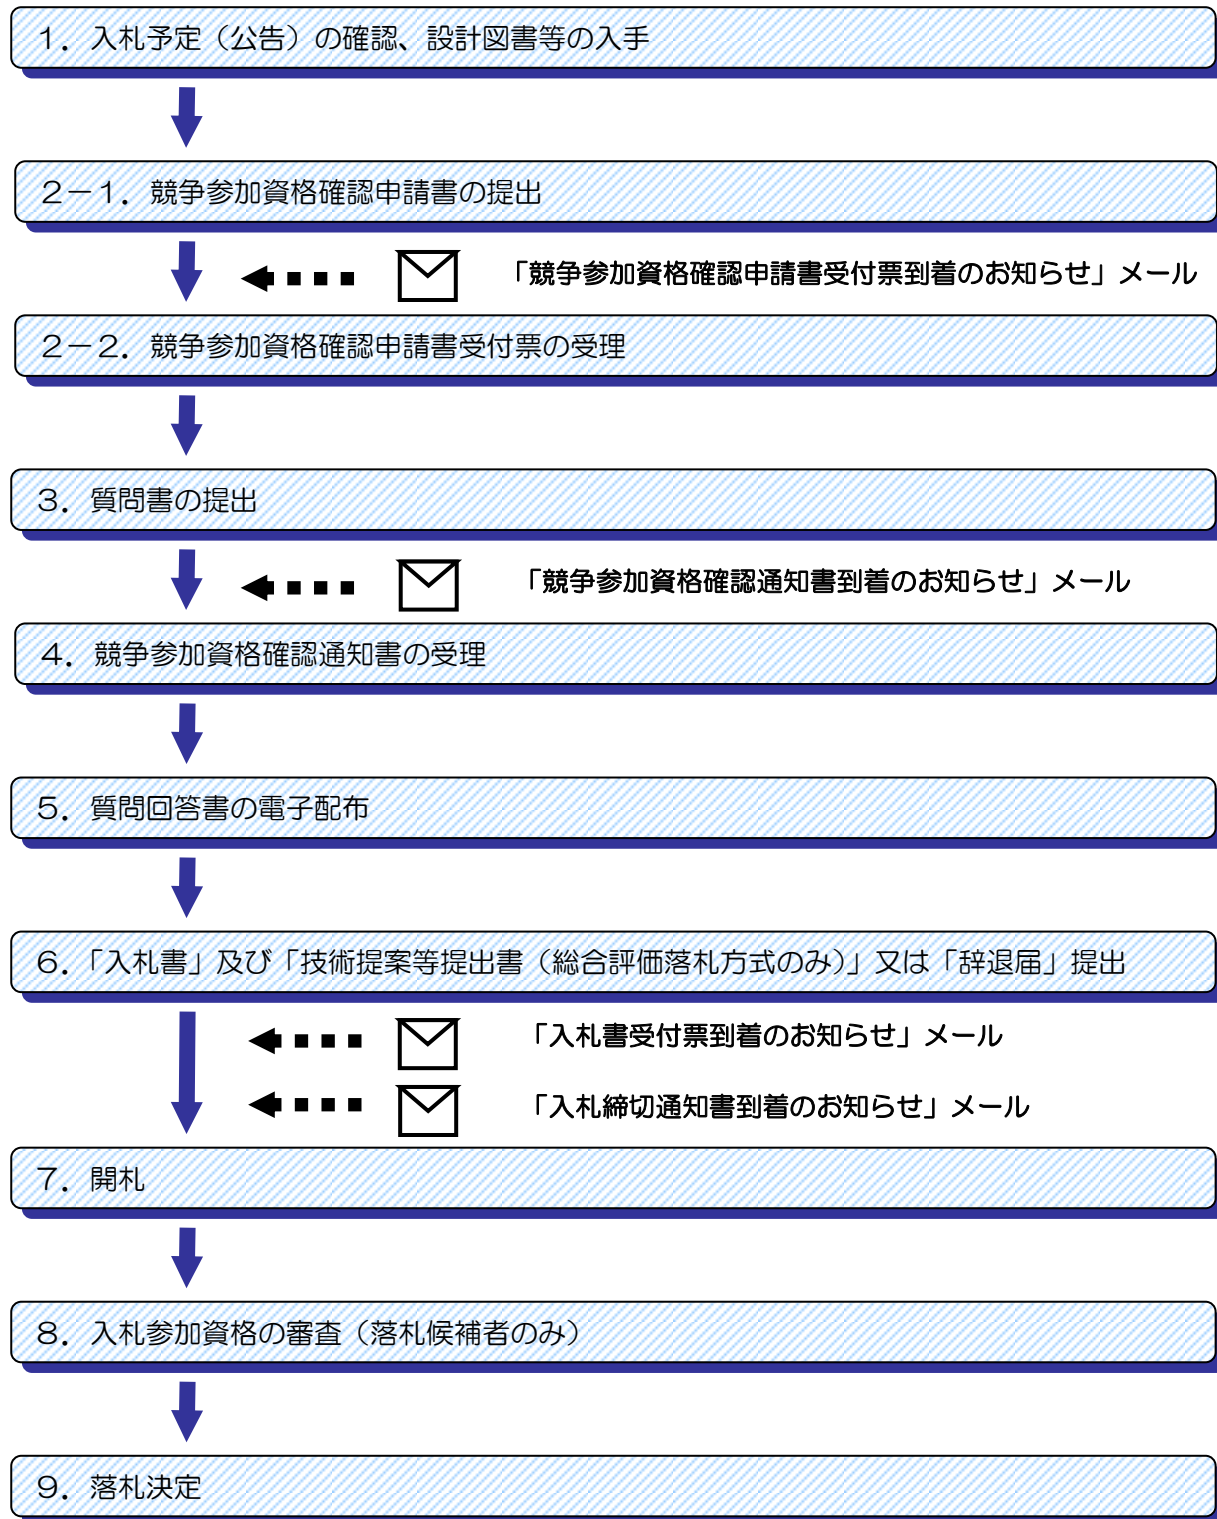 １．入札予定（公告）の確認、設計図書等の入手
２－１．競争参加資格確認申請書の提出
「競争参加資格確認申請書受付票到着のお知らせ」メール
２－２．競争参加資格確認申請書受付票の受理
３．質問書の提出
「競争参加資格確認通知書到着のお知らせ」メール
４．競争参加資格確認通知書の受理
５．質問回答書の電子配布
６．「入札書」及び「技術提案等提出書（総合評価落札方式のみ）」又は「辞退届」提出
「入札書受付票到着のお知らせ」メール
「入札締切通知書到着のお知らせ」メール
７．開札
８．入札参加資格の審査（落札候補者のみ）
９．落札決定